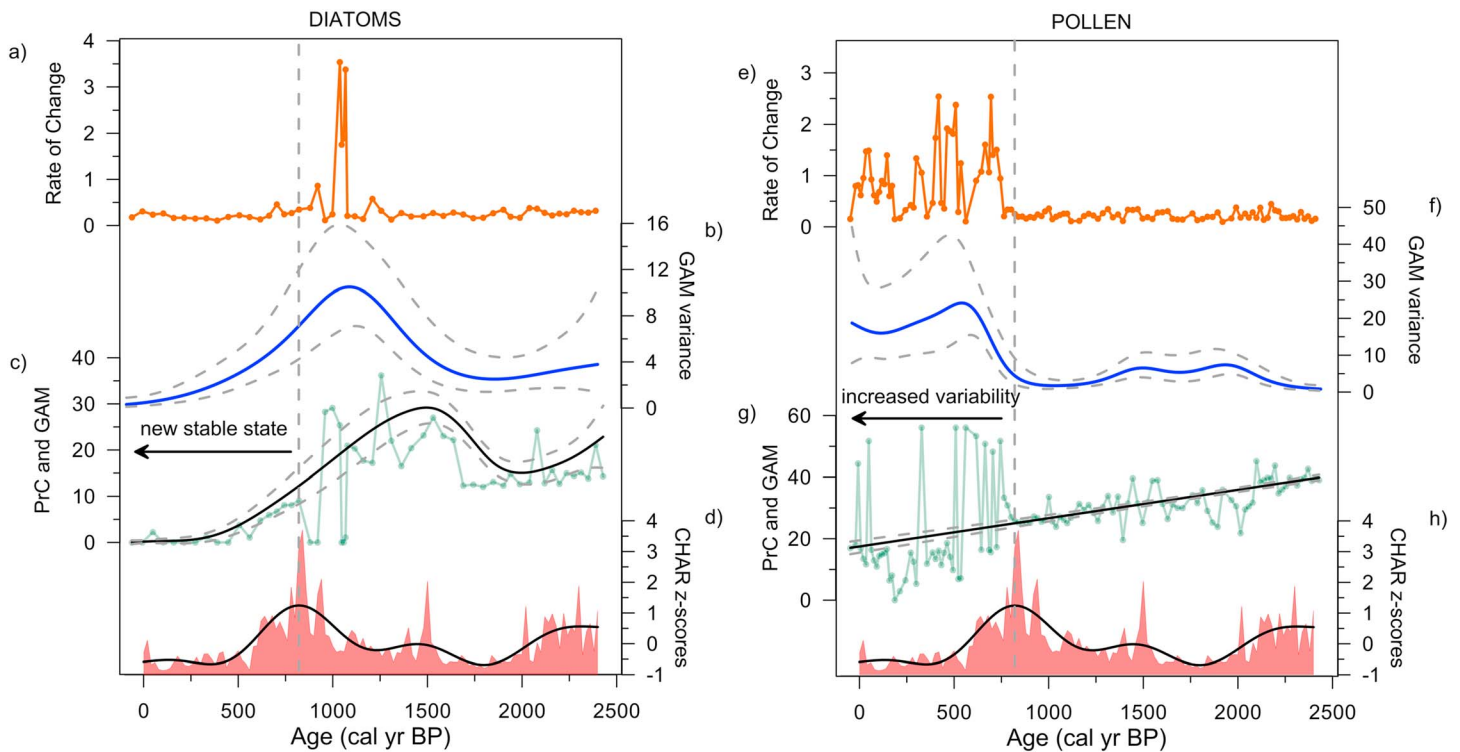 DIATOMS
a)
Rate of Change
4
3
2
1
0
b)
GAM variance
16
12
8
4
0
c)
PrC and GAM
40
30
20
10
0
new stable state
d)
CHAR z-scores
4
3
2
1
0
-1
0 500 1000 1500 2000 2500
Age (cal yr BP)
POLLEN
e)
Rate of Change
3
2
1
0
f)
GAM variance
50
40
30
20
10
0
g)
PrC and GAM
60
40
20
0
increased variability
h)
CHAR z-scores
4
3
2
1
0
-1
0 500 1000 1500 2000 2500
Age (cal yr BP)